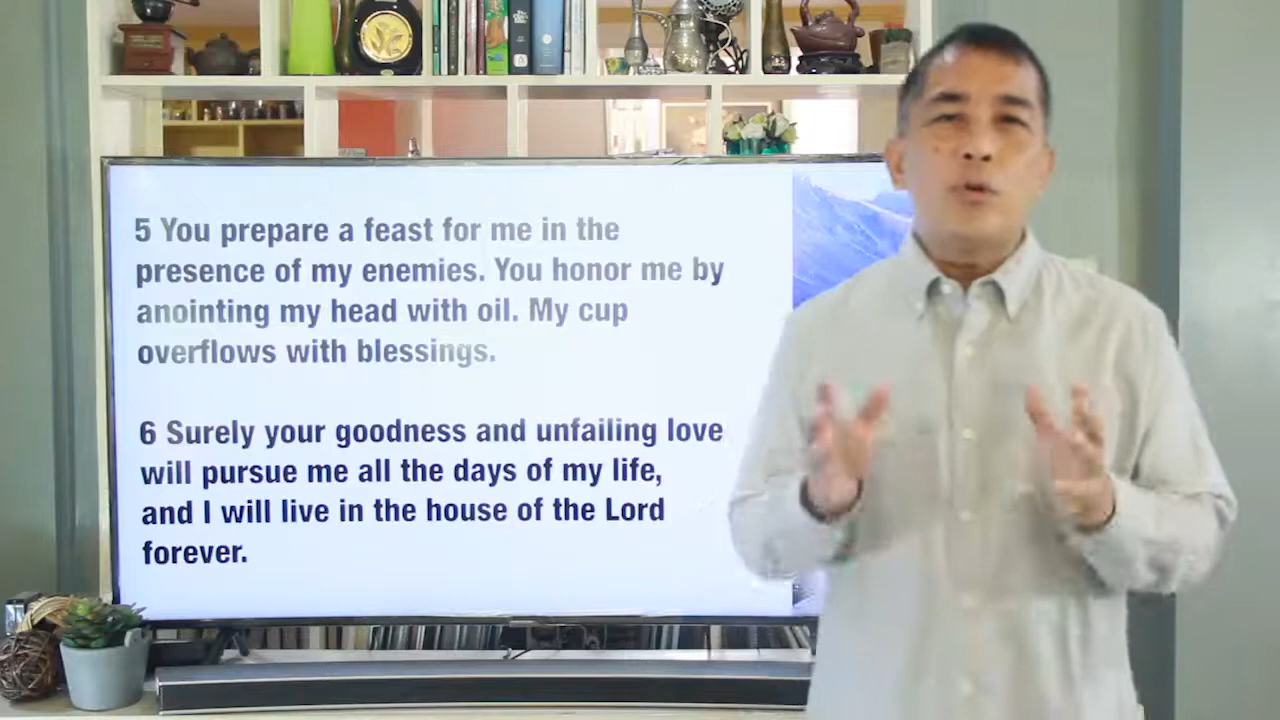 5 You prepare a feast for me in the
presence of my enemies. You honor me by
anointing my head with oil. My cup
overflows with blessings.
6 Surely your goodness and unfailing love
will pursue me all the days of my life,
and I will live in the house of the Lord
forever.